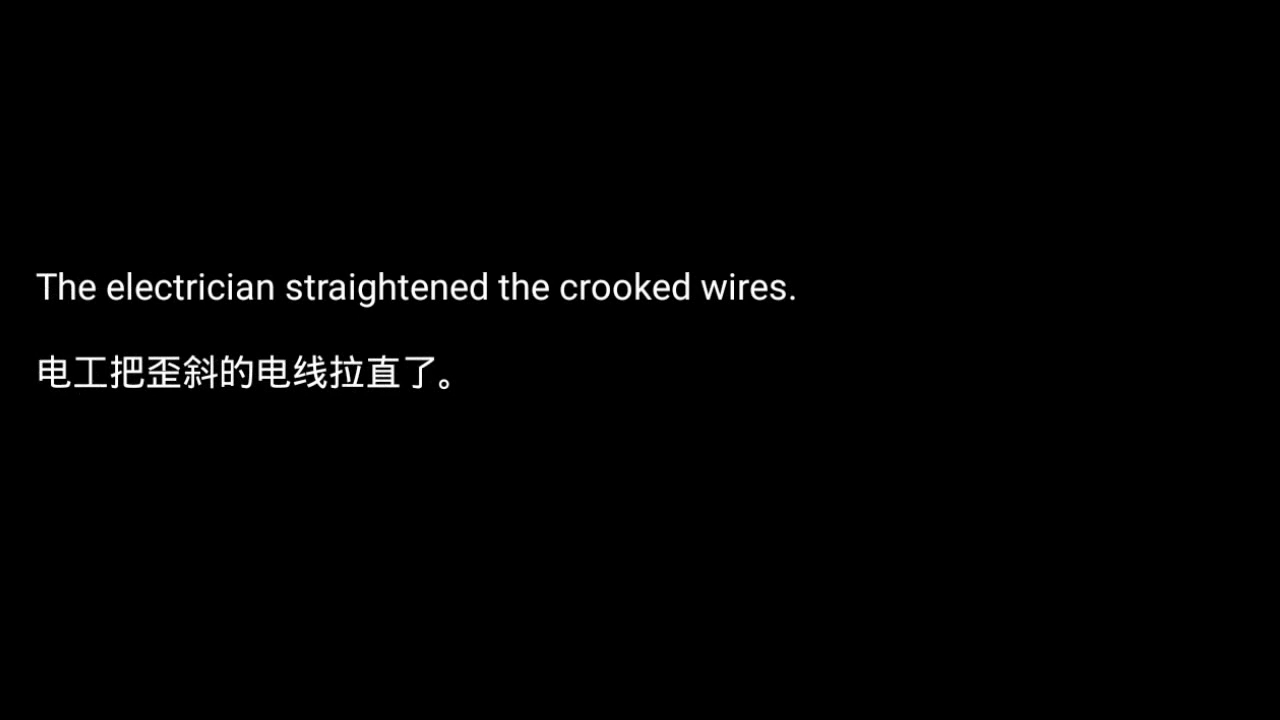 The electrician straightened the crooked wires.
电工把歪斜的电线拉直了。